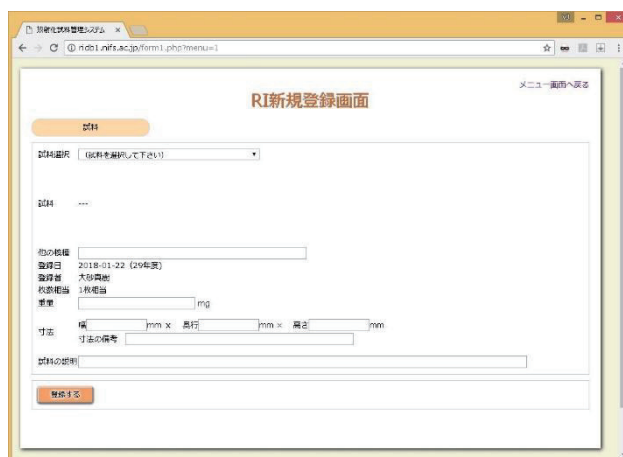 放射化試料管理システム ×
ridb1.nifs.ac.jp/form1.php?menu=1
メニュー画面へ戻る
RI新規登録画面
試料
試料選択 (試料を選択して下さい)
試料 ---
他の核種
登録日 2018-01-22 (29年度)
登録者 大砂真樹
枚数相当 1枚相当
重量 mg
寸法 幅 mm x 奥行 mm × 高さ mm
寸法の備考
試料の説明
登録する